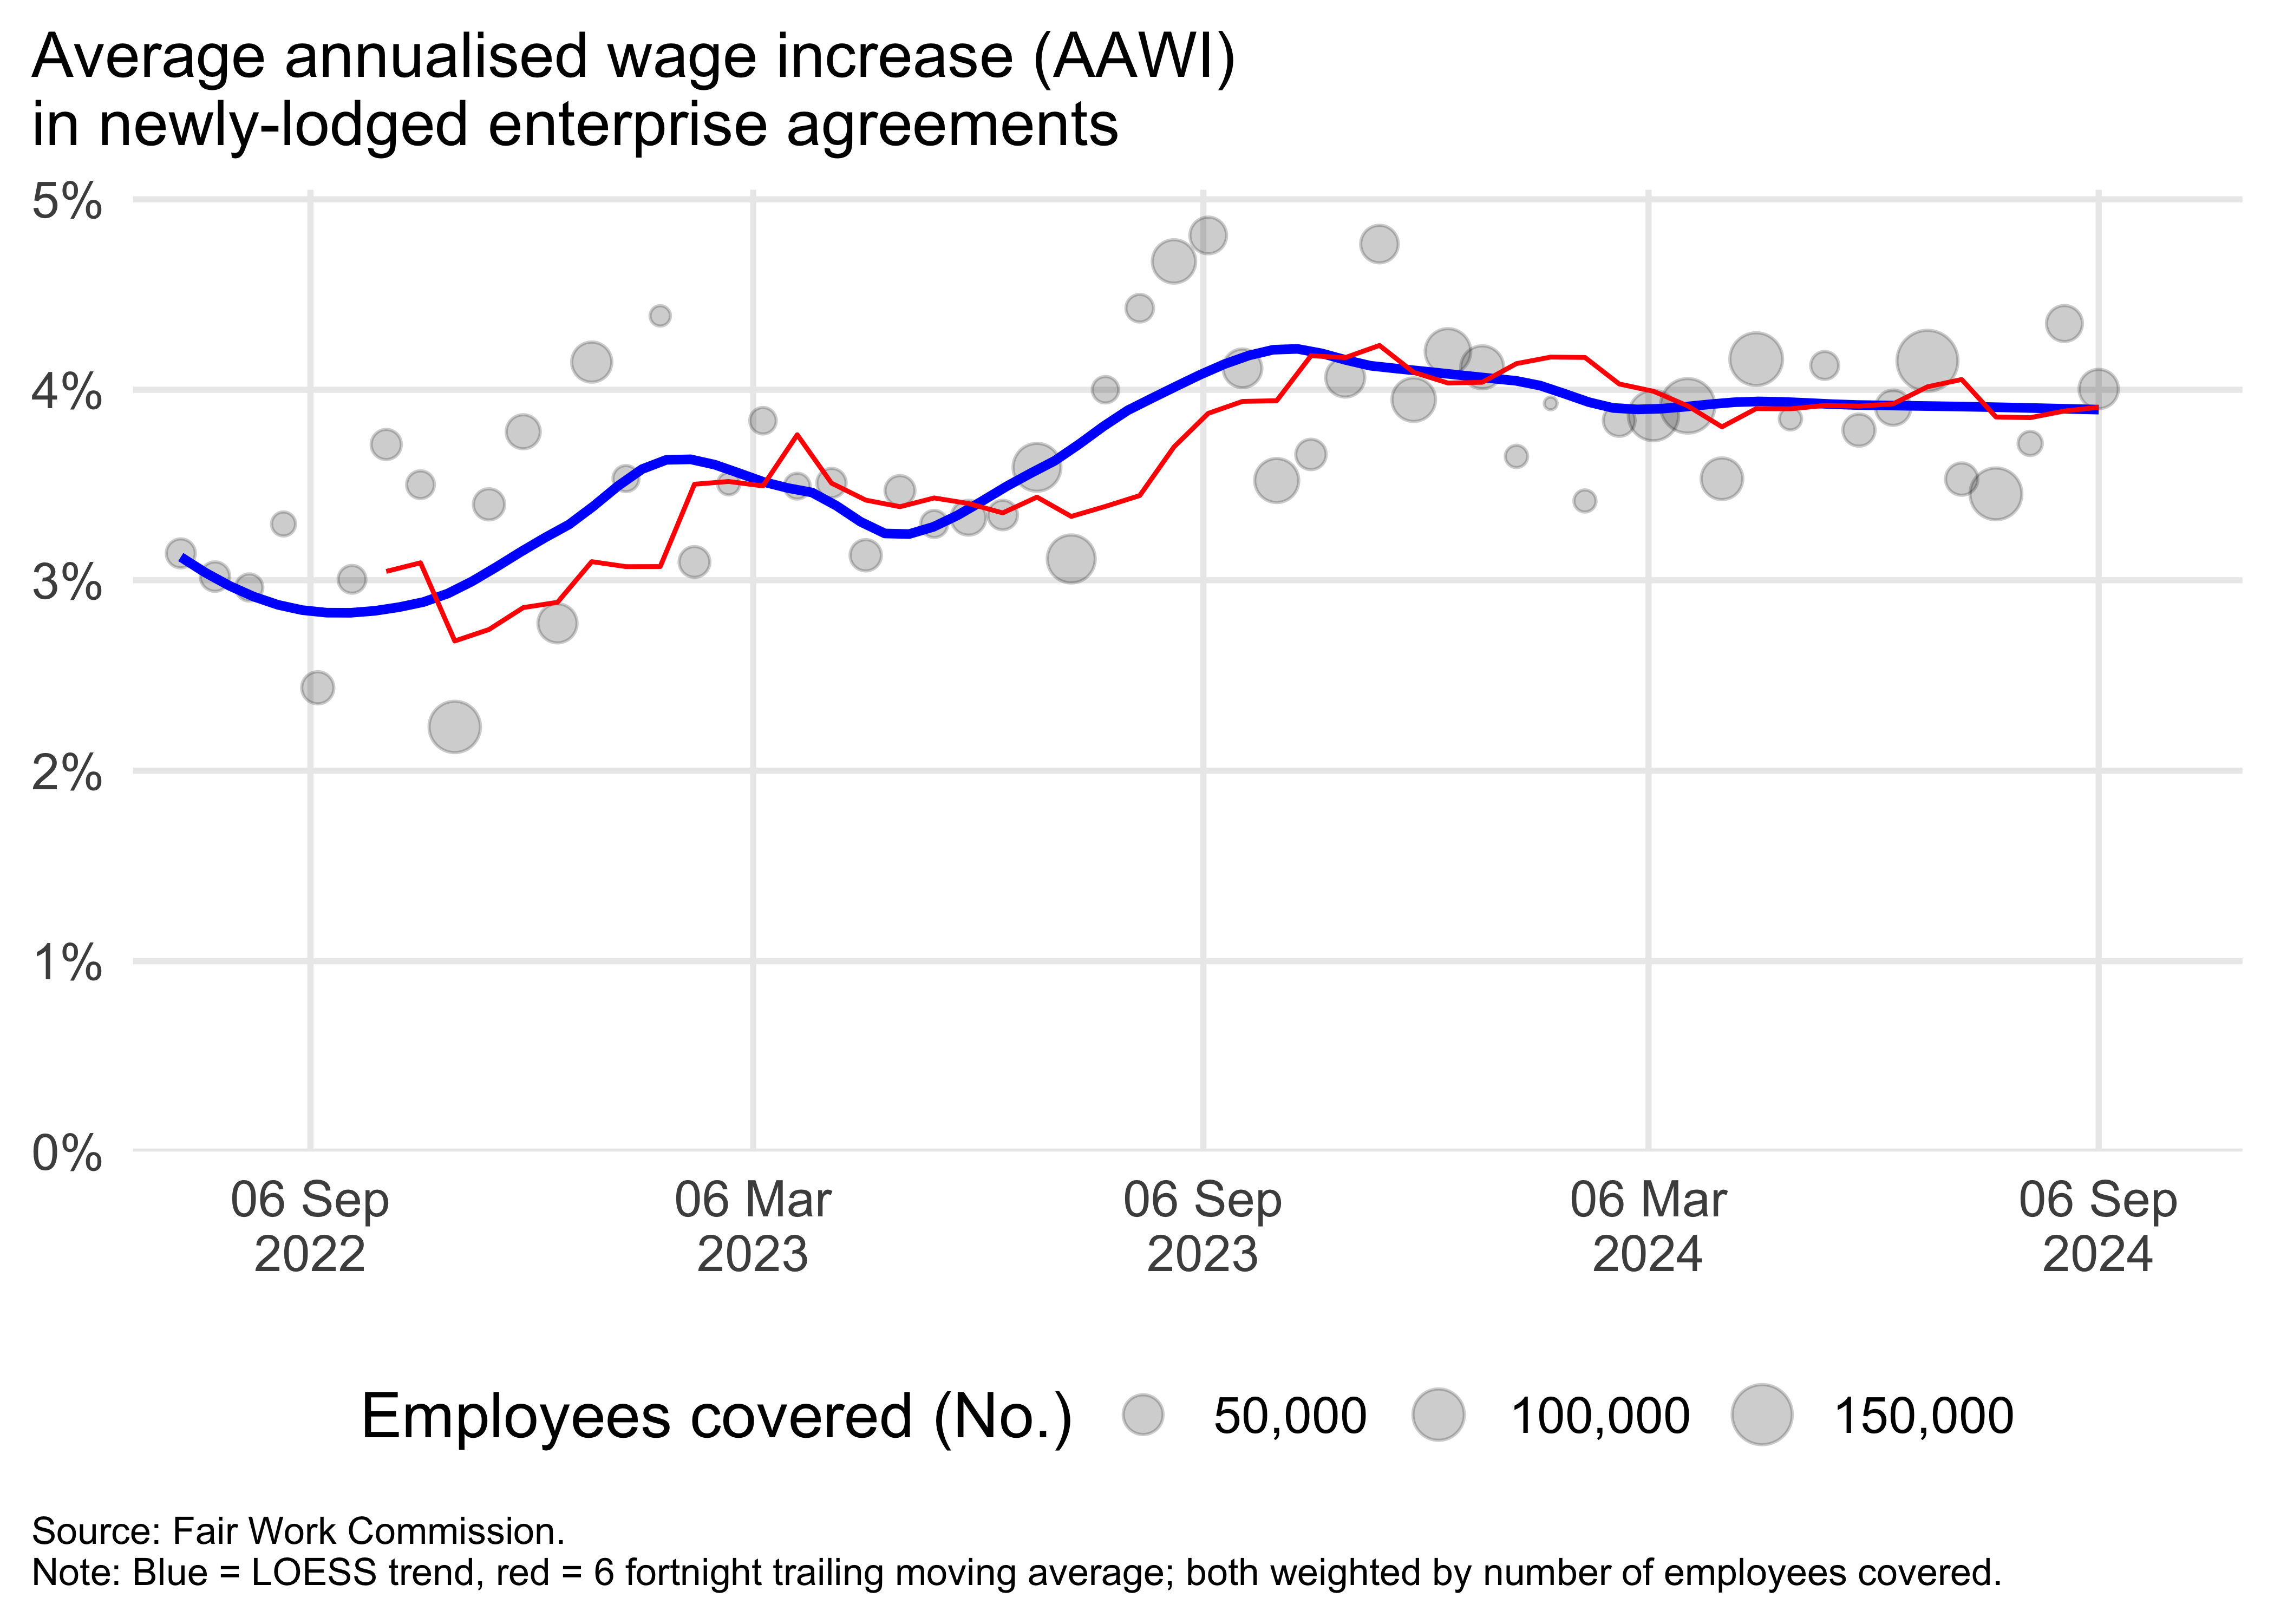 Average annualised wage increase (AAWI)
in newly-lodged enterprise agreements
5%
4%
3%
2%
1%
0%
06 Sep
2022
06 Mar
2023
06 Sep
2023
06 Mar
2024
06 Sep
2024
Employees covered (No.) 50,000 100,000 150,000
Source: Fair Work Commission.
Note: Blue = LOESS trend, red = 6 fortnight trailing moving average; both weighted by number of employees covered.